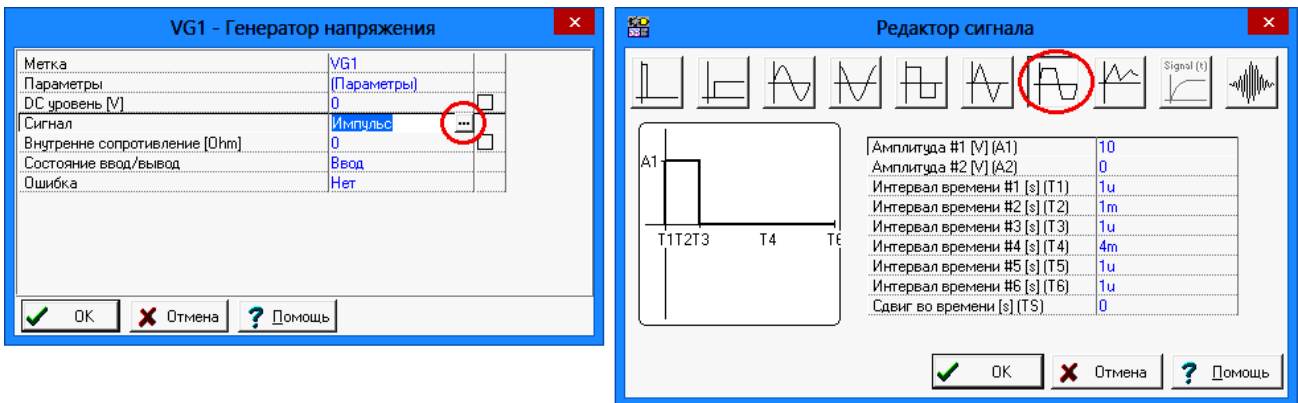 VG1 - Генератор напряжения
Метка VG1
Параметры (Параметры)
DC уровень [V] 0
Сигнал Импульс ...
Внутренне сопротивление [Ohm] 0
Состояние ввод/вывод Ввод
Ошибка Нет
OK Отмена ? Помощь
Редактор сигнала
Signal (t)
A1
T1T2T3 T4 T6
Амплитуда #1 [V] (A1) 10
Амплитуда #2 [V] (A2) 0
Интервал времени #1 [s] (T1) 1u
Интервал времени #2 [s] (T2) 1m
Интервал времени #3 [s] (T3) 1u
Интервал времени #4 [s] (T4) 4m
Интервал времени #5 [s] (T5) 1u
Интервал времени #6 [s] (T6) 1u
Сдвиг во времени [s] (TS) 0
OK Отмена ? Помощь